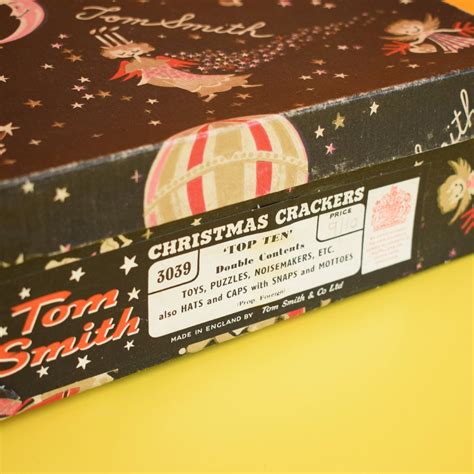 Tom Smith
Smith
CHRISTMAS CRACKERS
3039
'TOP TEN'
Double Contents
TOYS, PUZZLES, NOISEMAKERS, ETC.
also HATS and CAPS with SNAPS and MOTTOES
(Prop. Foreign)
MADE IN ENGLAND BY Tom Smith & Co Ltd
PRICE
Tom
Smith